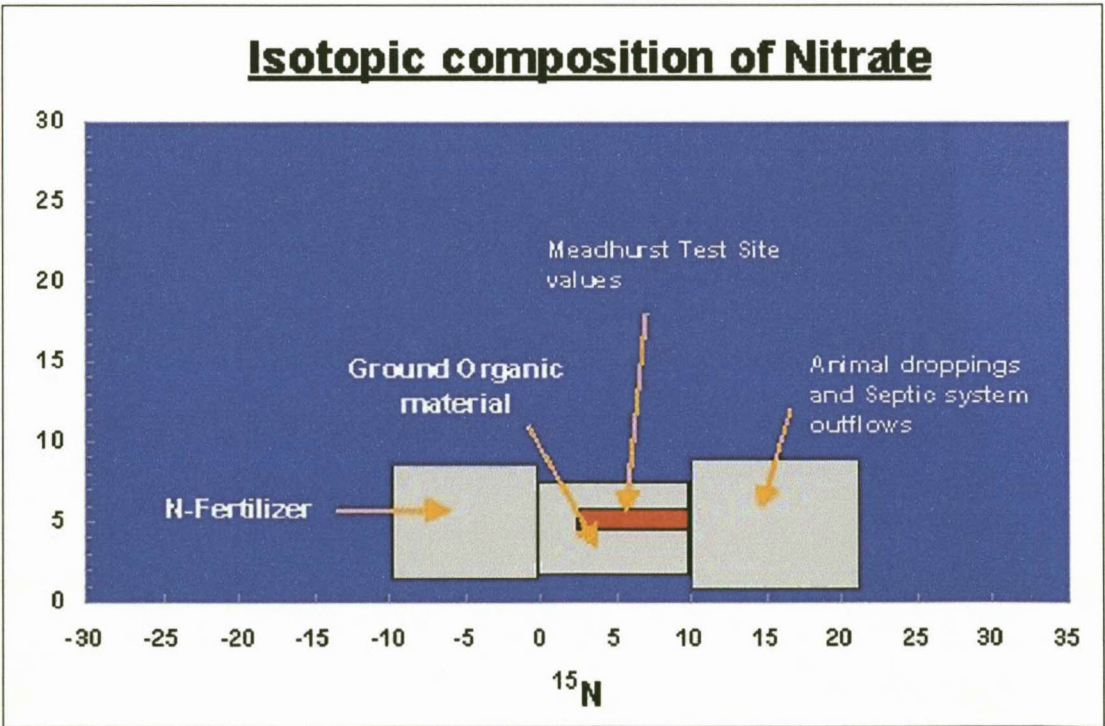 Isotopic composition of Nitrate
30
25
20
15
10
5
0
Meadhurst Test Site
values
Ground Organic
material
Animal droppings
and Septic system
outflows
N-Fertilizer
-30 -25 -20 -15 -10 -5 0 5 10 15 20 25 30 35
¹⁵N